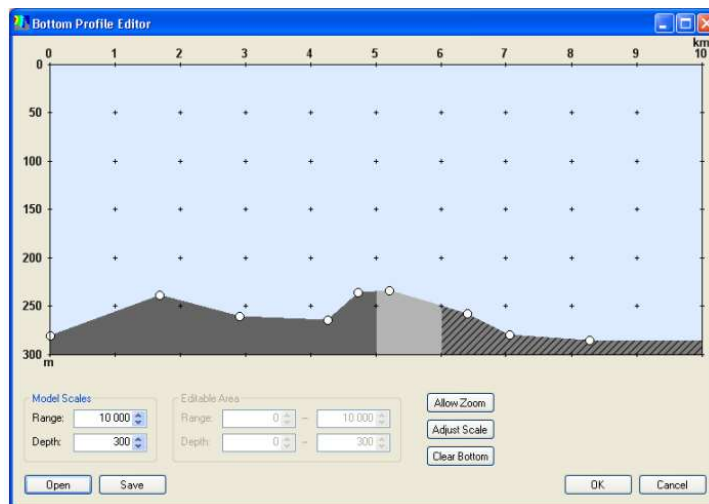 Bottom Profile Editor
km
0 1 2 3 4 5 6 7 8 9 10
0
50
100
150
200
250
300
m
Model Scales
Range: 10 000
Depth: 300
Editable Area
Range: 0 – 10 000
Depth: 0 – 300
Allow Zoom
Adjust Scale
Clear Bottom
Open Save OK Cancel